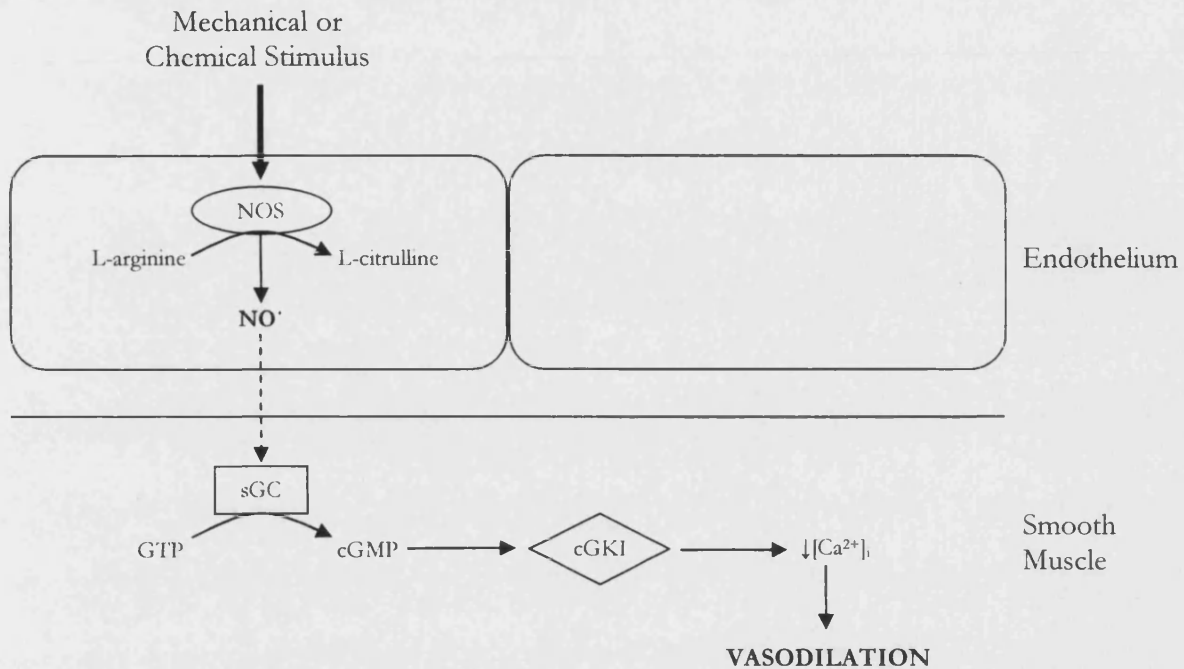 Mechanical or
Chemical Stimulus
NOS
L-arginine
L-citrulline
NO·
Endothelium
sGC
GTP
cGMP
cGKI
↓[Ca²⁺]ᵢ
Smooth
Muscle
VASODILATION